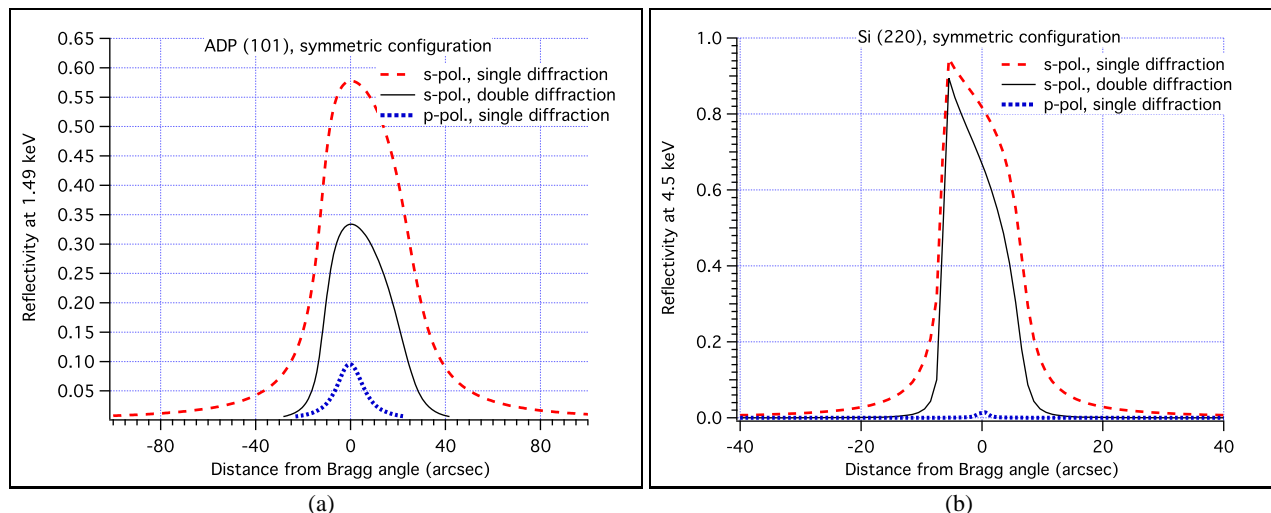 ADP (101), symmetric configuration
s-pol., single diffraction
s-pol., double diffraction
p-pol., single diffraction
Reflectivity at 1.49 keV
0.65
0.60
0.55
0.50
0.45
0.40
0.35
0.30
0.25
0.20
0.15
0.10
0.05
-80 -40 0 40 80
Distance from Bragg angle (arcsec)
(a)
Si (220), symmetric configuration
s-pol., single diffraction
s-pol., double diffraction
p-pol, single diffraction
Reflectivity at 4.5 keV
1.0
0.8
0.6
0.4
0.2
0.0
-40 -20 0 20 40
Distance from Bragg angle (arcsec)
(b)